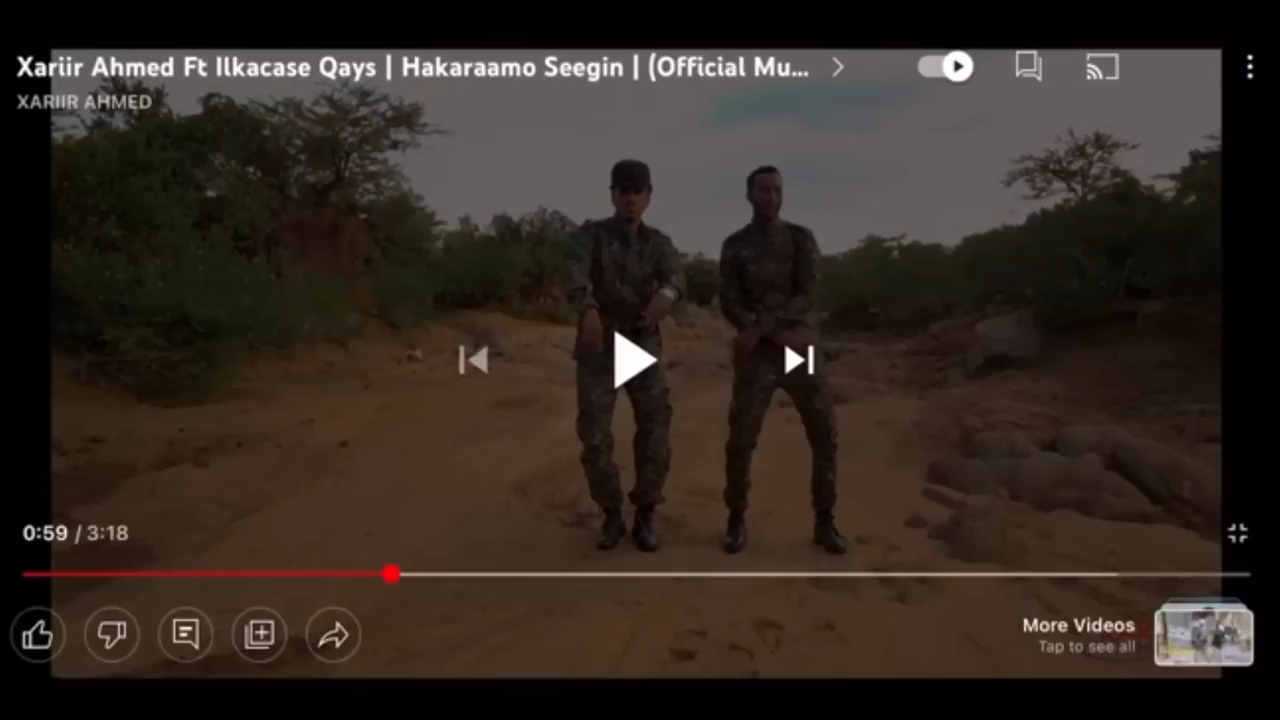 Xariir Ahmed Ft Ilkacase Qays | Hakaraamo Seegin | (Official Mu...
XARIIR AHMED
0:59 / 3:18
More Videos
Tap to see all